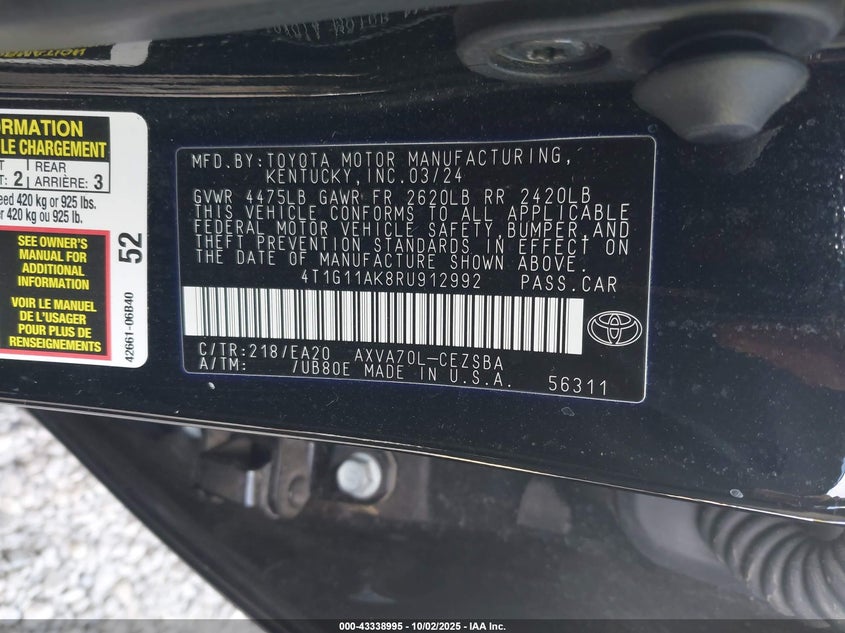 ORMATION
LE CHARGEMENT
T: 2 REAR
ARRIÈRE: 3
eed 420 kg or 925 lbs.
r 420 kg ou 925 lb.
SEE OWNER'S
MANUAL FOR
ADDITIONAL
INFORMATION
VOIR LE MANUEL
DE L'USAGER
POUR PLUS DE
RENSEIGNEMENTS
52
42661-06B40
MFD.BY:TOYOTA MOTOR MANUFACTURING,
KENTUCKY,INC.03/24
GVWR 4475LB GAWR FR 2620LB RR 2420LB
THIS VEHICLE CONFORMS TO ALL APPLICABLE
FEDERAL MOTOR VEHICLE SAFETY,BUMPER,AND
THEFT PREVENTION STANDARDS IN EFFECT ON
THE DATE OF MANUFACTURE SHOWN ABOVE.
4T1G11AK8RU912992 PASS.CAR
C/TR:218/EA20 AXVA70L-CEZSBA
A/TM: /UB80E MADE IN U.S.A. 56311
000-43338995 - 10/02/2025 - IAA Inc.